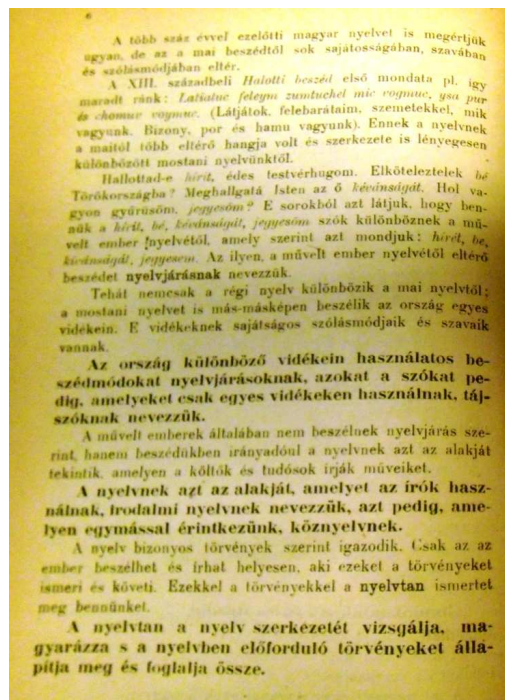 6
A több száz évvel ezelőtti magyar nyelvet is megértjük
ugyan, de az a mai beszédtől sok sajátosságában, szavában
és szólásmódjában eltér.
A XIII. századbeli Halotti beszéd első mondata pl. így
maradt ránk: Latiatuc feleym zumtuchel mic vogmuc, ysa pur
és chomuv vogmuc. (Látjátok, felebarátaim, szemetekkel, mik
vagyunk. Bizony, por és hamu vagyunk). Ennek a nyelvnek
a maitól több eltérő hangja volt és szerkezete is lényegesen
különbözött mostani nyelvünktől.
Hallottad-e hírit, édes testvérhugom. Elköteleztelek bé
Törökországba? Meghallgatá Isten az ő kévánságát. Hol va-
gyon gyűrűsöm, jegyesöm? E sorokból azt látjuk, hogy ben-
nük a hírit, bé, kévánságát, jegyesöm szók különböznek a mű-
velt ember nyelvétől, amely szerint azt mondjuk: hírét, be,
kívánságát, jegyesem. Az ilyen, a művelt ember nyelvétől eltérő
beszédet nyelvjárásnak nevezzük.
Tehát nemcsak a régi nyelv különbözik a mai nyelvtől;
a mostani nyelvet is más-másképen beszélik az ország egyes
vidékein. E vidékeknek sajátságos szólásmódjaik és szavaik
vannak.
Az ország különböző vidékein használatos be-
szédmódokat nyelvjárásoknak, azokat a szókat pe-
dig, amelyeket csak egyes vidékeken használnak, táj-
szóknak nevezzük.
A művelt emberek általában nem beszélnek nyelvjárás sze-
rint, hanem beszédükben irányadóul a nyelvnek azt az alakját
tekintik, amelyen a költők és tudósok írják műveiket.
A nyelvnek azt az alakját, amelyet az írók hasz-
nálnak, irodalmi nyelvnek nevezzük, azt pedig, ame-
lyen egymással érintkezünk, köznyelvnek.
A nyelv bizonyos törvények szerint igazodik. Csak az az
ember beszélhet és írhat helyesen, aki ezeket a törvényeket
ismeri és követi. Ezekkel a törvényekkel a nyelvtan ismertet
meg bennünket.
A nyelvtan a nyelv szerkezetét vizsgálja, ma-
gyarázza s a nyelvben előforduló törvényeket álla-
pítja meg és foglalja össze.